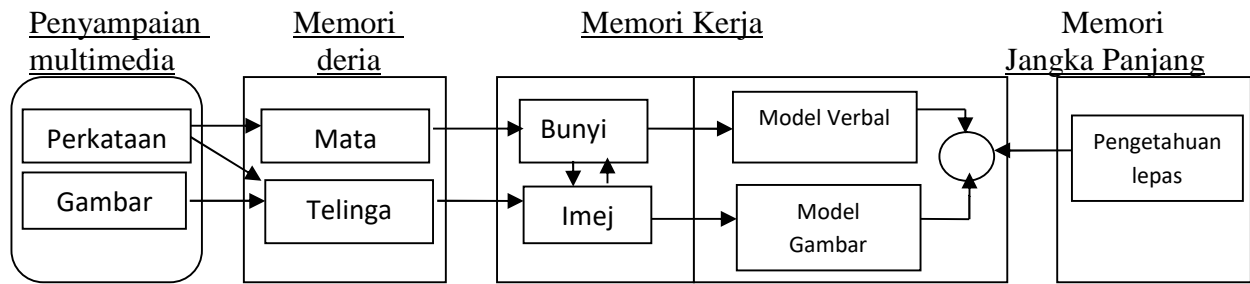 Penyampaian
multimedia
Memori
deria
Memori Kerja
Memori
Jangka Panjang
Perkataan
Gambar
Mata
Telinga
Bunyi
Imej
Model Verbal
Model
Gambar
Pengetahuan
lepas